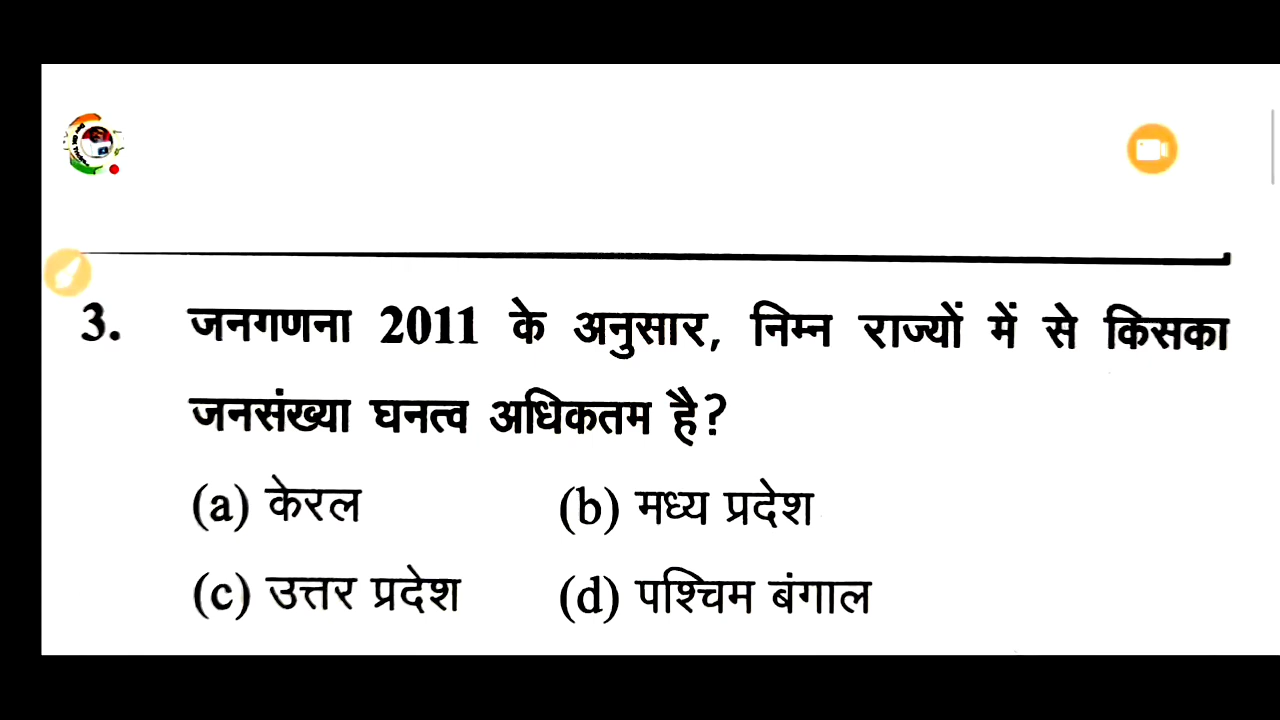 3. जनगणना 2011 के अनुसार, निम्न राज्यों में से किसका
जनसंख्या घनत्व अधिकतम है?
(a) केरल (b) मध्य प्रदेश
(c) उत्तर प्रदेश (d) पश्चिम बंगाल